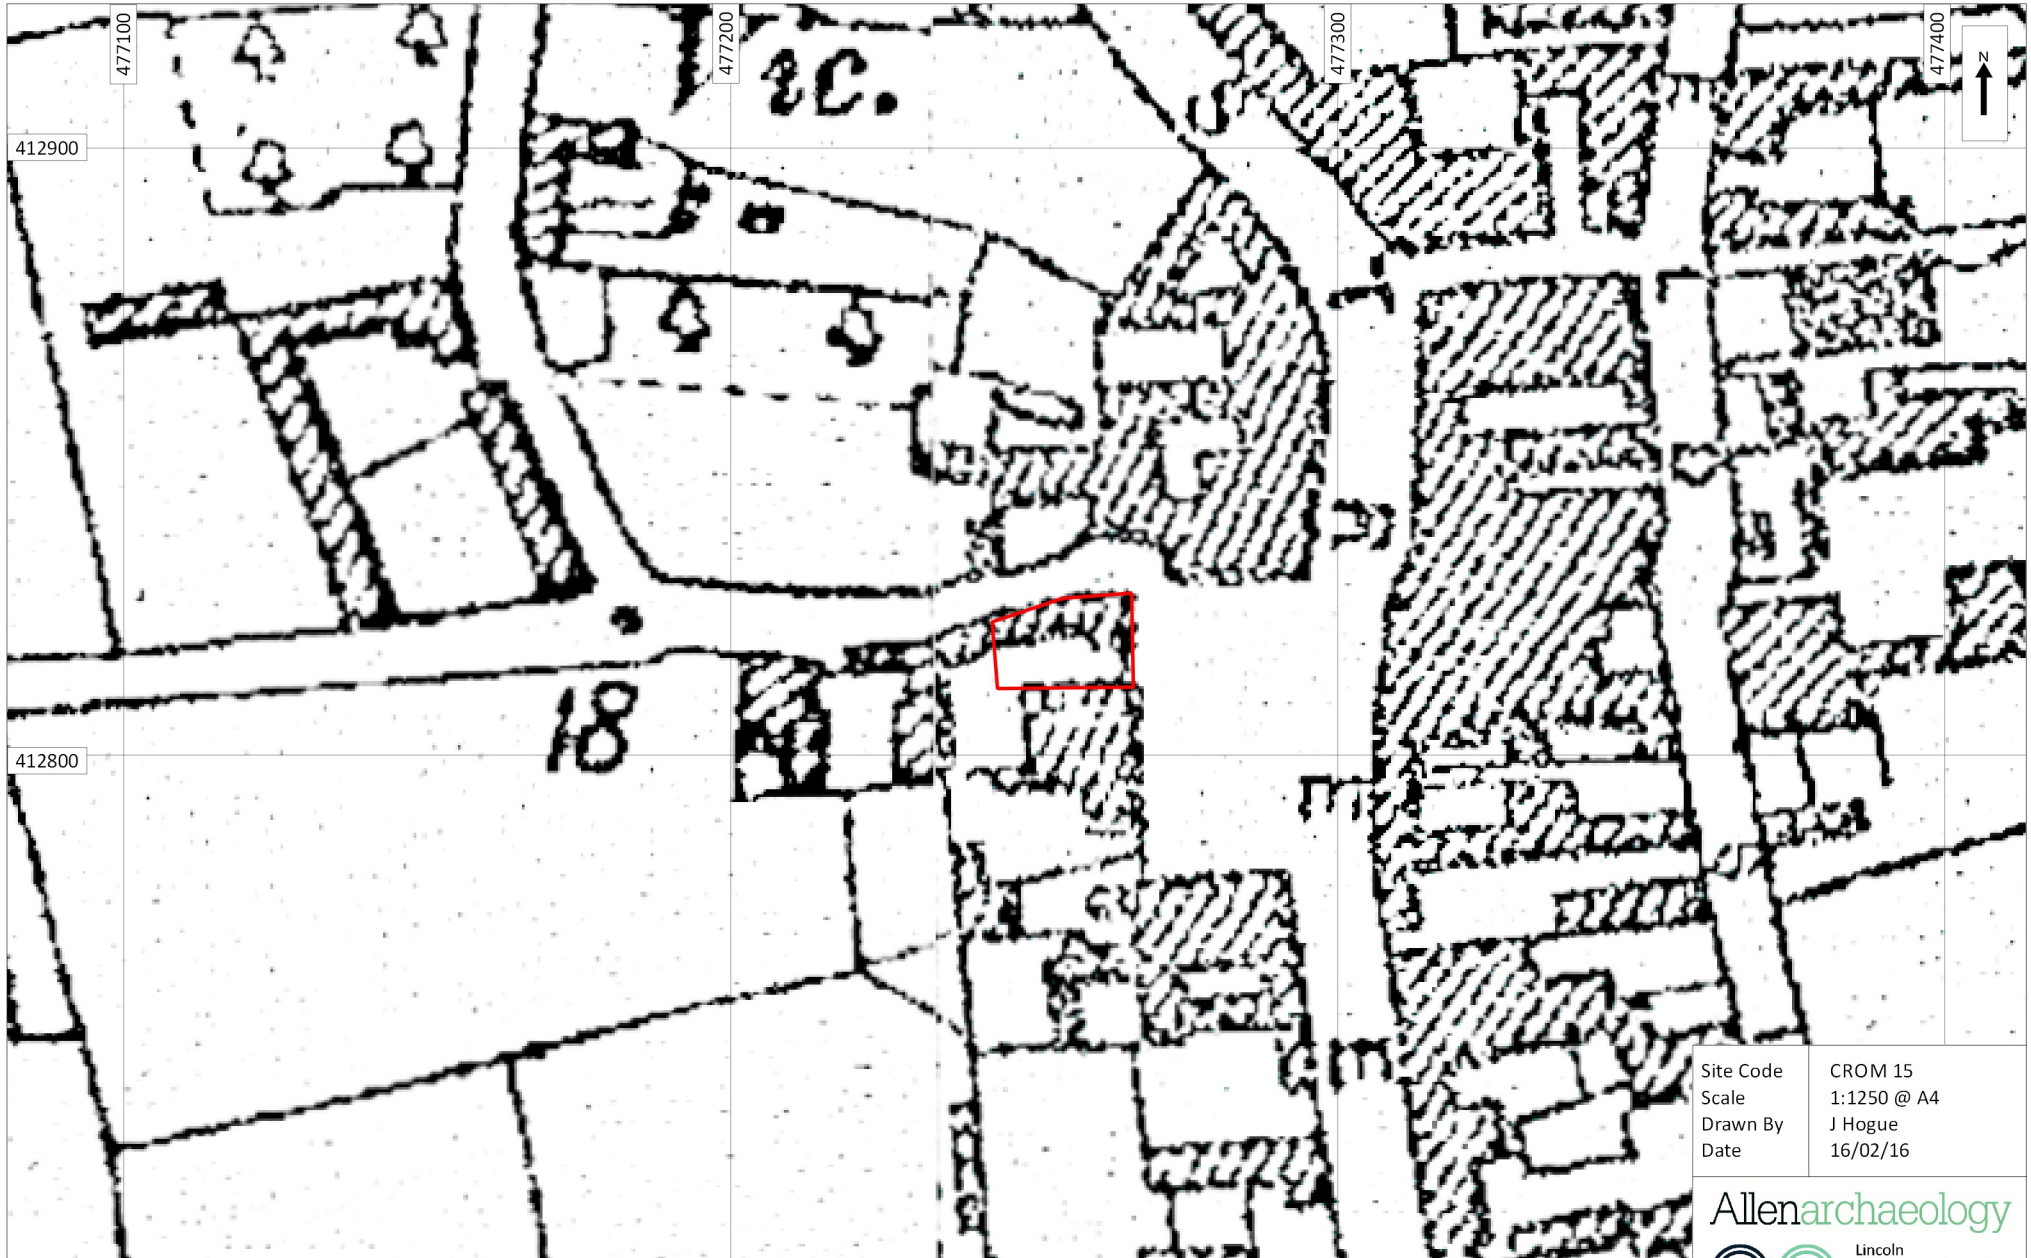 477100
477200
477300
477400
N
412900
18
412800
Site Code CROM 15
Scale 1:1250 @ A4
Drawn By J Hogue
Date 16/02/16
Allenarchaeology
Lincoln